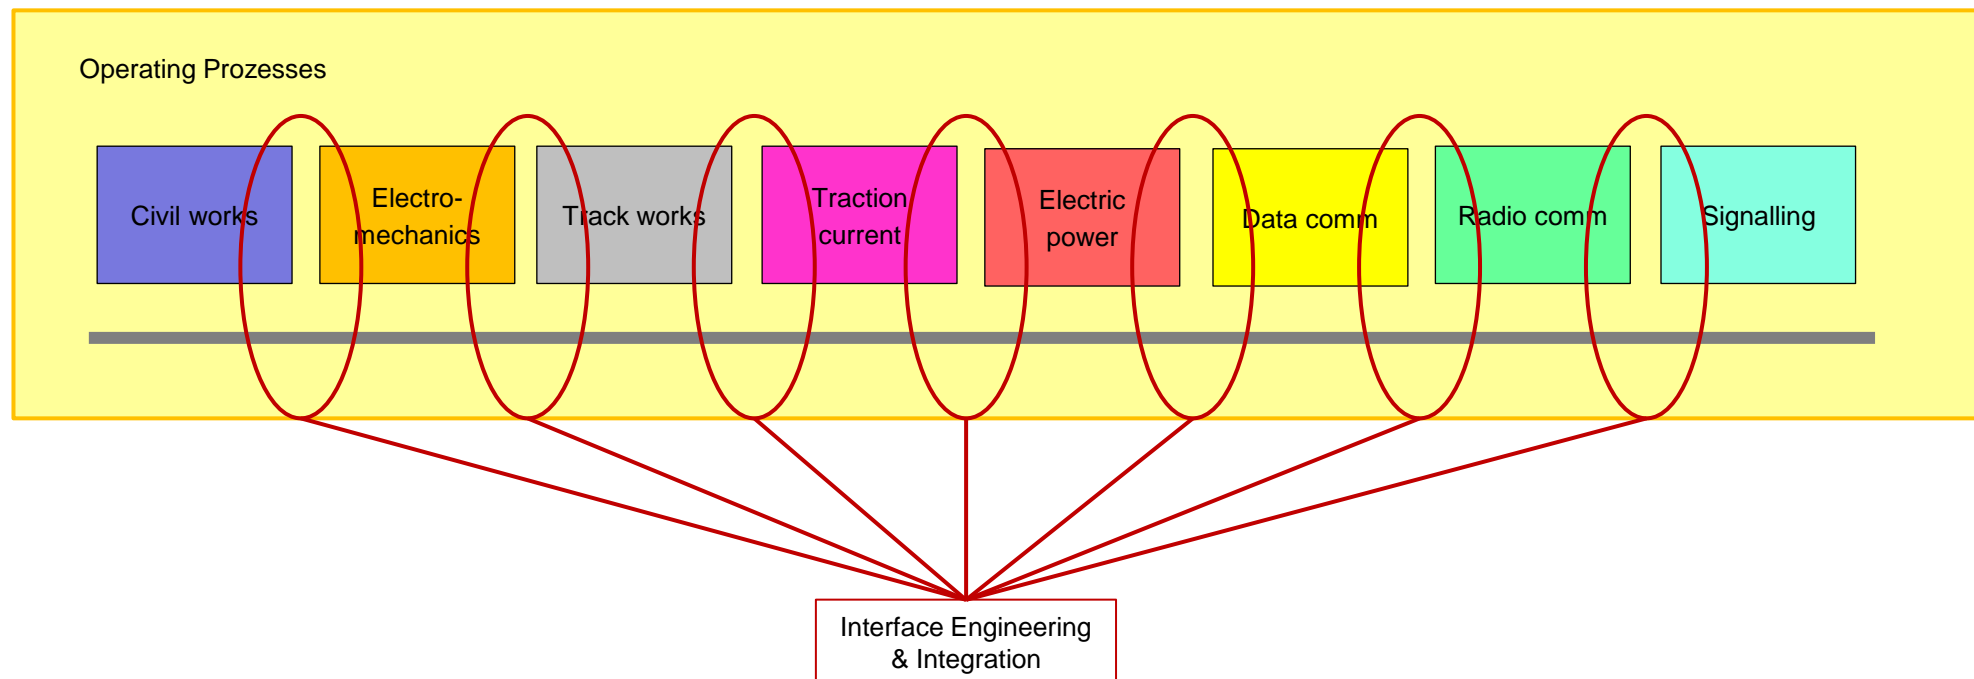 Operating Prozesses
Civil works
Electro-
mechanics
Track works
Traction
current
Electric
power
Data comm
Radio comm
Signalling
Interface Engineering
& Integration